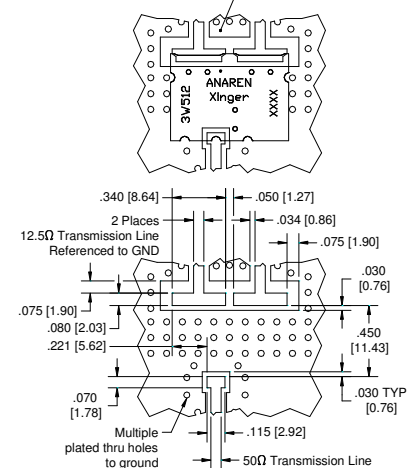 ANAREN
Xinger
3W512
XXXX
.340 [8.64]
.050 [1.27]
2 Places
.034 [0.86]
12.5Ω Transmission Line
Referenced to GND
.075 [1.90]
.030
[0.76]
.075 [1.90]
.080 [2.03]
.450
[11.43]
.221 [5.62]
.070
[1.78]
.030 TYP
[0.76]
Multiple
plated thru holes
to ground
.115 [2.92]
50Ω Transmission Line